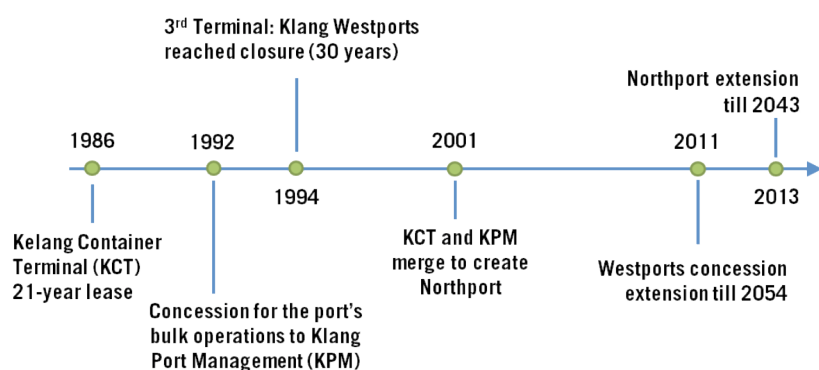 3rd Terminal: Klang Westports
reached closure (30 years)
Northport extension
till 2043
1986
1992
2001
2011
1994
2013
Kelang Container
Terminal (KCT)
21-year lease
KCT and KPM
merge to create
Northport
Westports concession
extension till 2054
Concession for the port's
bulk operations to Klang
Port Management (KPM)